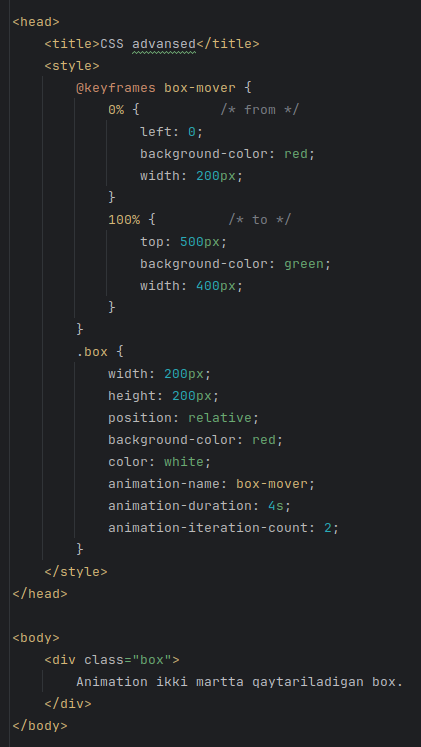 <head>
    <title>CSS advansed</title>
    <style>
        @keyframes box-mover {
            0% {          /* from */
                left: 0;
                background-color: red;
                width: 200px;
            }
            100% {         /* to */
                top: 500px;
                background-color: green;
                width: 400px;
            }
        }
        .box {
            width: 200px;
            height: 200px;
            position: relative;
            background-color: red;
            color: white;
            animation-name: box-mover;
            animation-duration: 4s;
            animation-iteration-count: 2;
        }
    </style>
</head>

<body>
    <div class="box">
        Animation ikki martta qaytariladigan box.
    </div>
</body>